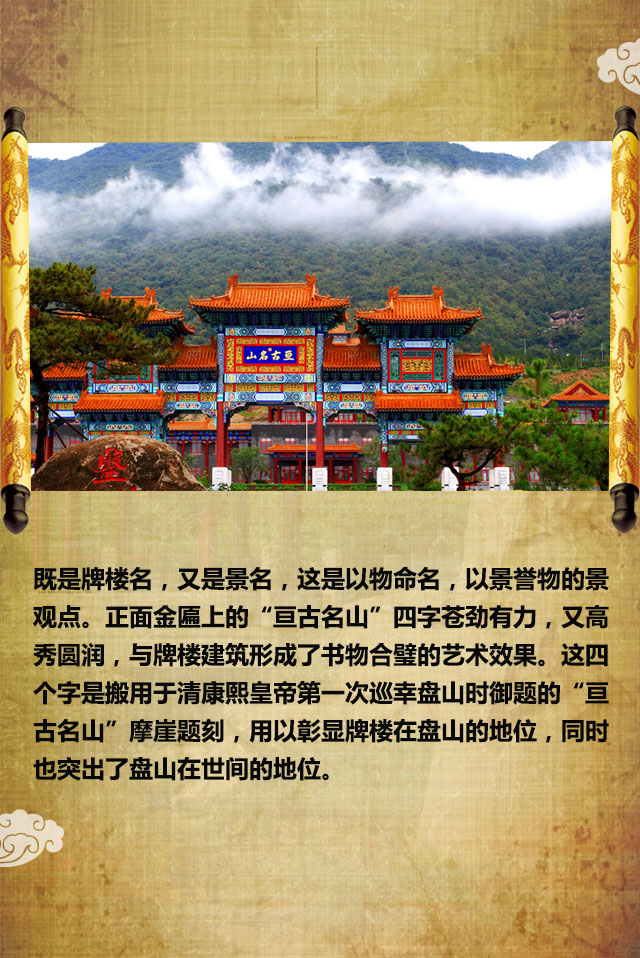 亘古名山
盤
既是牌楼名，又是景名，这是以物命名，以景誉物的景
观点。正面金匾上的“亘古名山”四字苍劲有力，又高
秀圆润，与牌楼建筑形成了书物合璧的艺术效果。这四
个字是搬用于清康熙皇帝第一次巡幸盘山时御题的“亘
古名山”摩崖题刻，用以彰显牌楼在盘山的地位，同时
也突出了盘山在世间的地位。